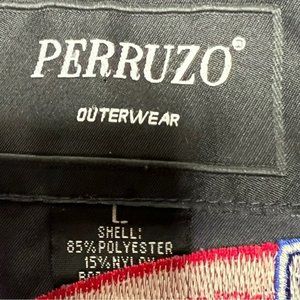 PERRUZO®
OUTERWEAR
L
SHELL:
85% POLYESTER
15% NYLON